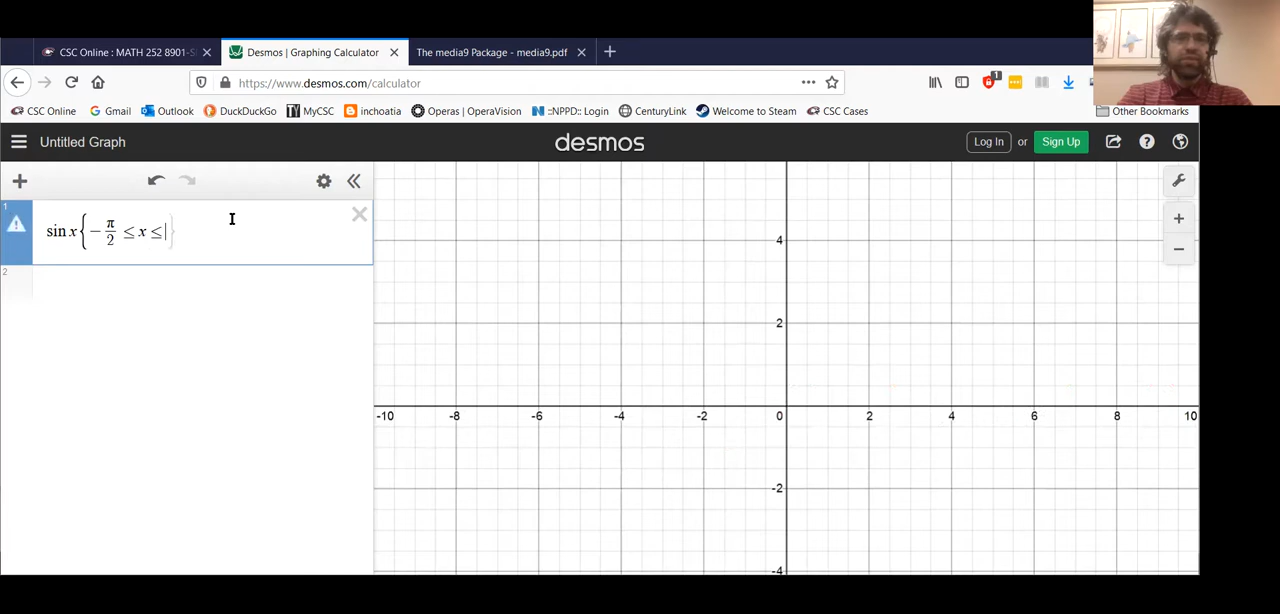 CSC Online : MATH 252 8901-S
Desmos | Graphing Calculator
The media9 Package - media9.pdf
https://www.desmos.com/calculator
1
CSC Online
Gmail
Outlook
DuckDuckGo
MyCSC
inchoatia
Operas | OperaVision
::NPPD:: Login
CenturyLink
Welcome to Steam
CSC Cases
Other Bookmarks
Untitled Graph
desmos
Log In or Sign Up
1
sin x{-π/2 ≤ x ≤}
2
4
2
-10 -8 -6 -4 -2 0 2 4 6 8 10
-2
-4